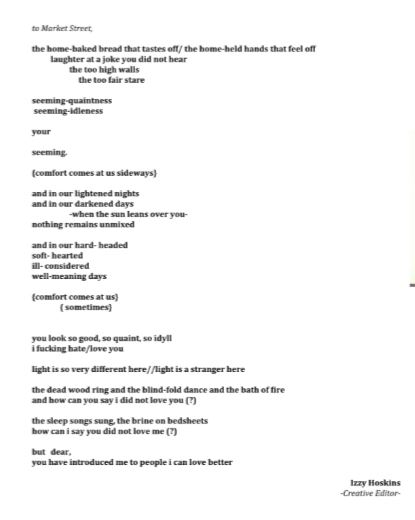 to Market Street,
the home-baked bread that tastes off/ the home-held hands that feel off
laughter at a joke you did not hear
the too high walls
the too fair stare
seeming-quaintness
seeming-idleness
your
seeming.
{comfort comes at us sideways}
and in our lightened nights
and in our darkened days
-when the sun leans over you-
nothing remains unmixed
and in our hard- headed
soft- hearted
ill- considered
well-meaning days
{comfort comes at us}
{ sometimes}
you look so good, so quaint, so idyll
i fucking hate/love you
light is so very different here//light is a stranger here
the dead wood ring and the blind-fold dance and the bath of fire
and how can you say i did not love you (?)
the sleep songs sung, the brine on bedsheets
how can i say you did not love me (?)
but dear,
you have introduced me to people i can love better
Izzy Hoskins
-Creative Editor-